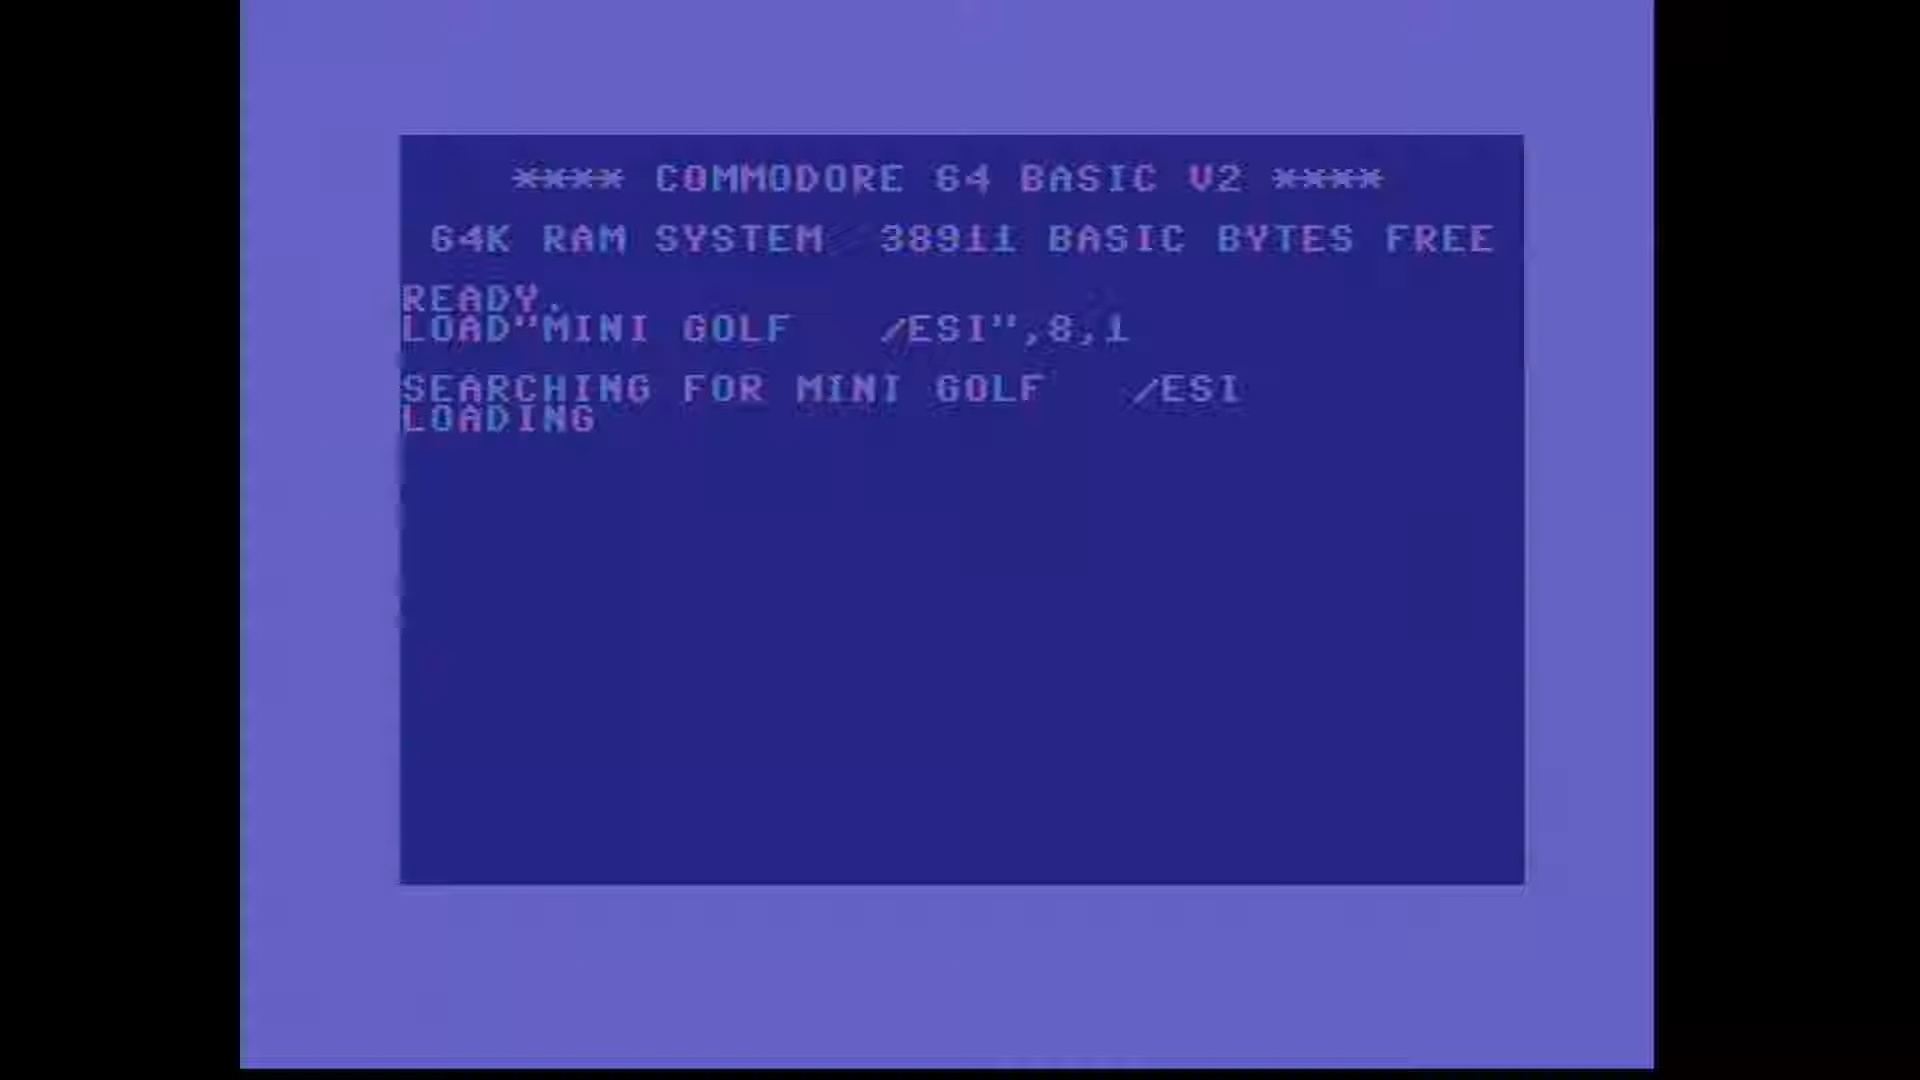 **** COMMODORE 64 BASIC V2 ****
64K RAM SYSTEM  38911 BASIC BYTES FREE
READY.
LOAD"MINI GOLF   /ESI",8,1
SEARCHING FOR MINI GOLF   /ESI
LOADING